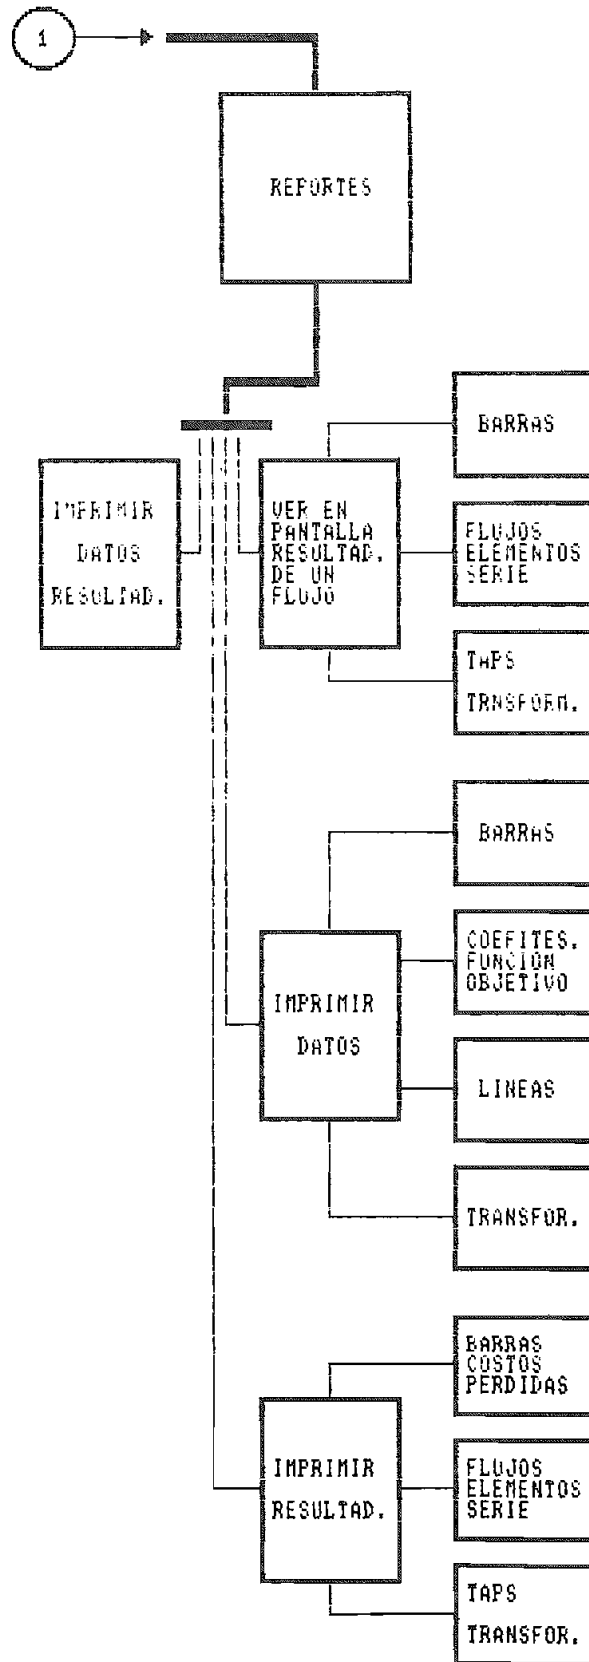 1
REPORTES
IMPRIMIR
DATOS
RESULTAD.
VER EN
PANTALLA
RESULTAD.
DE UN
FLUJO
BARRAS
FLUJOS
ELEMENTOS
SERIE
TAPS
TRNSFORM.
IMPRIMIR
DATOS
BARRAS
COEFITES.
FUNCION
OBJETIVO
LINEAS
TRANSFOR.
IMPRIMIR
RESULTAD.
BARRAS
COSTOS
PERDIDAS
FLUJOS
ELEMENTOS
SERIE
TAPS
TRANSFOR.